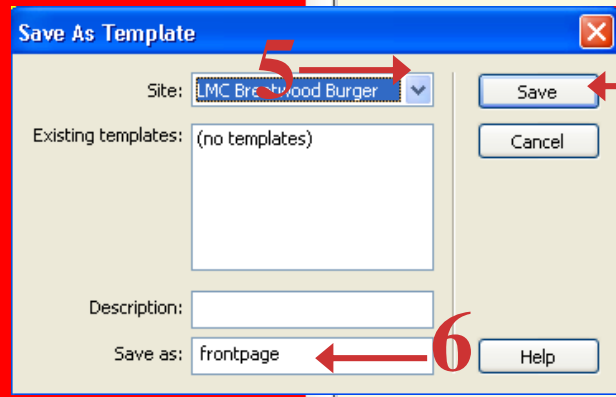 Save As Template
5
Site: LMC Brentwood Burger
Save
Existing templates: (no templates)
Cancel
Description:
Save as: frontpage
6
Help